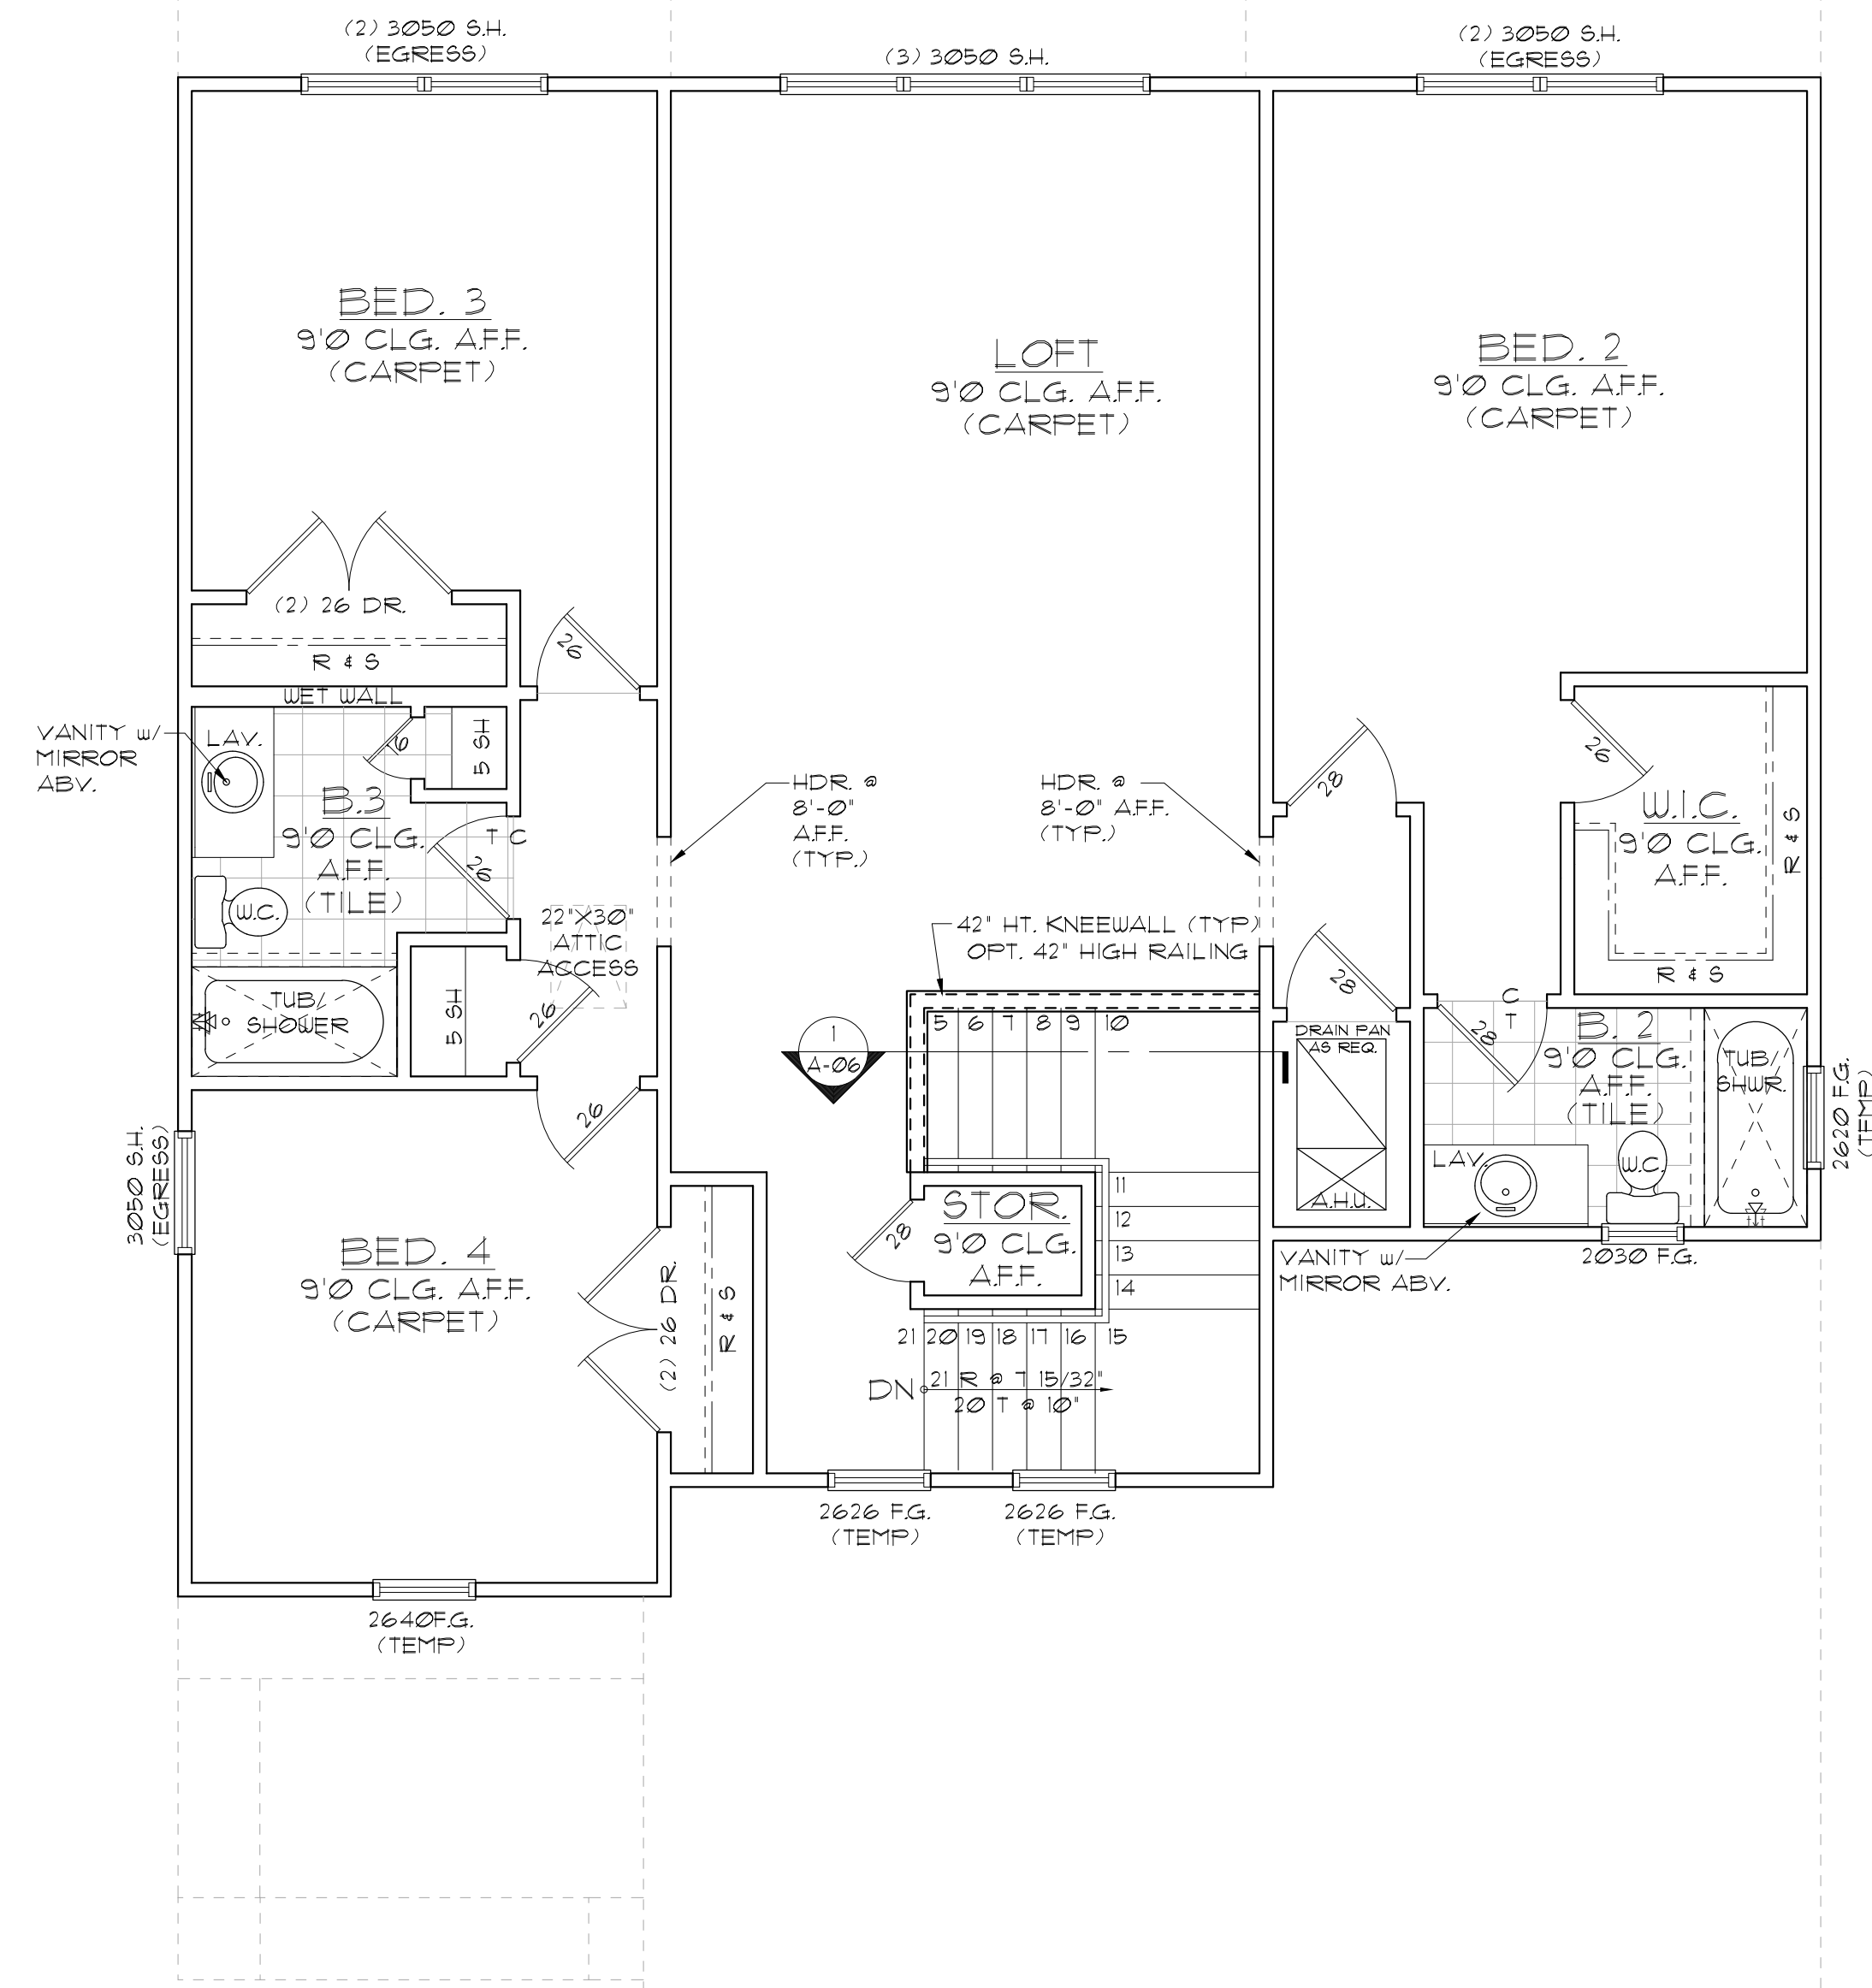 (2) 3050 S.H.
(EGRESS)
(3) 3050 S.H.
(2) 3050 S.H.
(EGRESS)
BED. 3
9'0 CLG. A.F.F.
(CARPET)
LOFT
9'0 CLG. A.F.F.
(CARPET)
BED. 2
9'0 CLG. A.F.F.
(CARPET)
(2) 26 DR.
R & S
26
WET WALL
VANITY w/
MIRROR
ABV.
LAV.
16
5 SH
B.3
9'0 CLG.
A.F.F.
(TILE)
T C
26
W.C.
TUB/
SHOWER
22"X30"
ATTIC
ACCESS
5 SH
26
26
HDR. @
8'-0"
A.F.F.
(TYP.)
HDR. @
8'-0" A.F.F.
(TYP.)
28
26
W.I.C.
9'0 CLG.
A.F.F.
R & S
R & S
42" HT. KNEEWALL (TYP)
OPT. 42" HIGH RAILING
28
5 6 7 8 9 10
1
A-06
DRAIN PAN
AS REQ.
A.H.U.
C
T
28
B. 2
9'0 CLG.
A.F.F.
(TILE)
TUB/
SHWR.
2620 F.G.
(TEMP)
LAV.
W.C.
VANITY w/
MIRROR ABV.
2030 F.G.
3050 S.H.
(EGRESS)
BED. 4
9'0 CLG. A.F.F.
(CARPET)
(2) 26 DR.
R & S
28
STOR.
9'0 CLG.
A.F.F.
11
12
13
14
21 20 19 18 17 16 15
DN
21 R @ 7 15/32"
20 T @ 10"
2626 F.G.
(TEMP)
2626 F.G.
(TEMP)
2640F.G.
(TEMP)